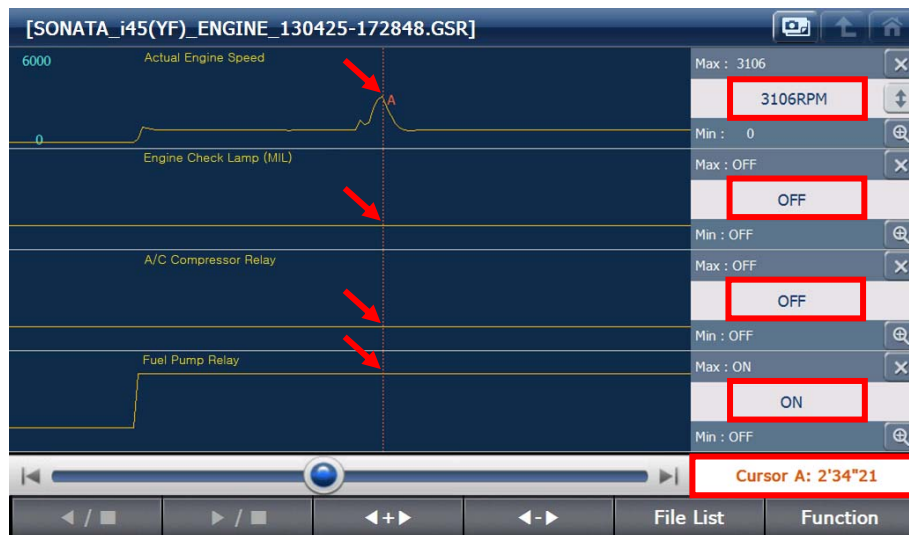 [SONATA_i45(YF)_ENGINE_130425-172848.GSR]
6000
Actual Engine Speed
A
0
Max : 3106
3106RPM
Min : 0
Engine Check Lamp (MIL)
Max : OFF
OFF
Min : OFF
A/C Compressor Relay
Max : OFF
OFF
Min : OFF
Fuel Pump Relay
Max : ON
ON
Min : OFF
Cursor A: 2'34"21
File List
Function